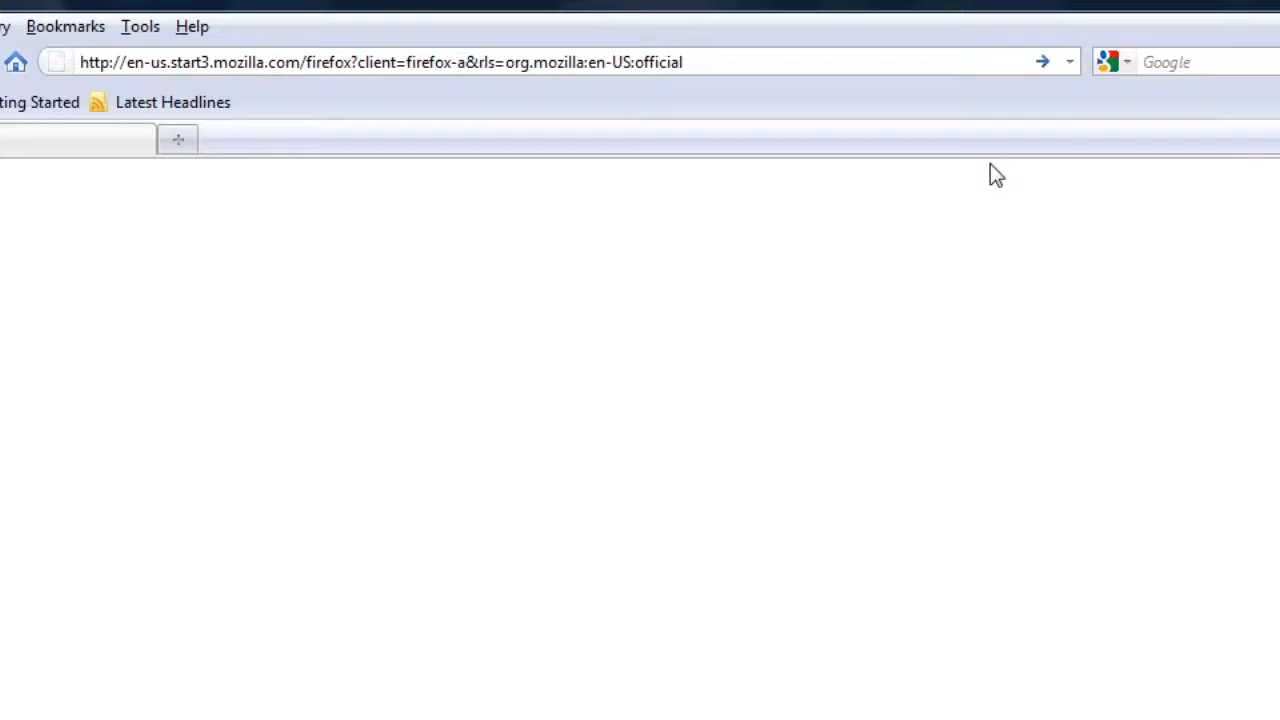 ry Bookmarks Tools Help
http://en-us.start3.mozilla.com/firefox?client=firefox-a&rls=org.mozilla:en-US:official Google
ting Started Latest Headlines